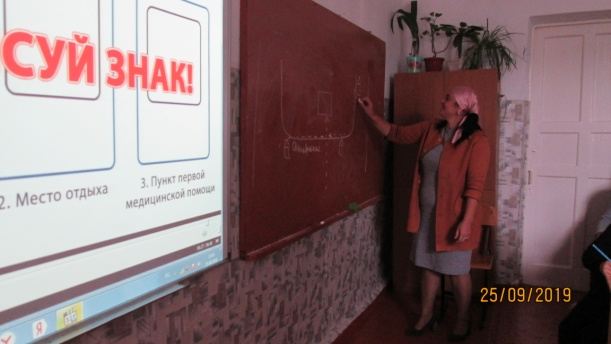 СУЙ ЗНАК!
2. Место отдыха
3. Пункт первой
медицинской помощи
Я
25/09/2019